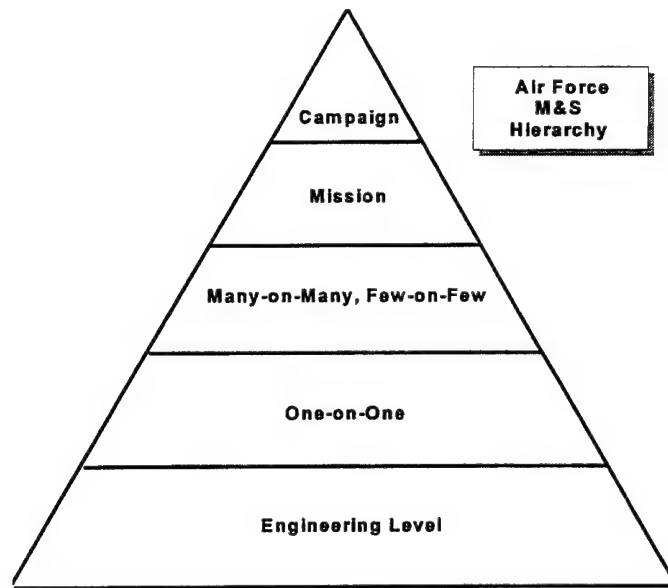 Campaign
Air Force
M&S
Hierarchy
Mission
Many-on-Many, Few-on-Few
One-on-One
Engineering Level